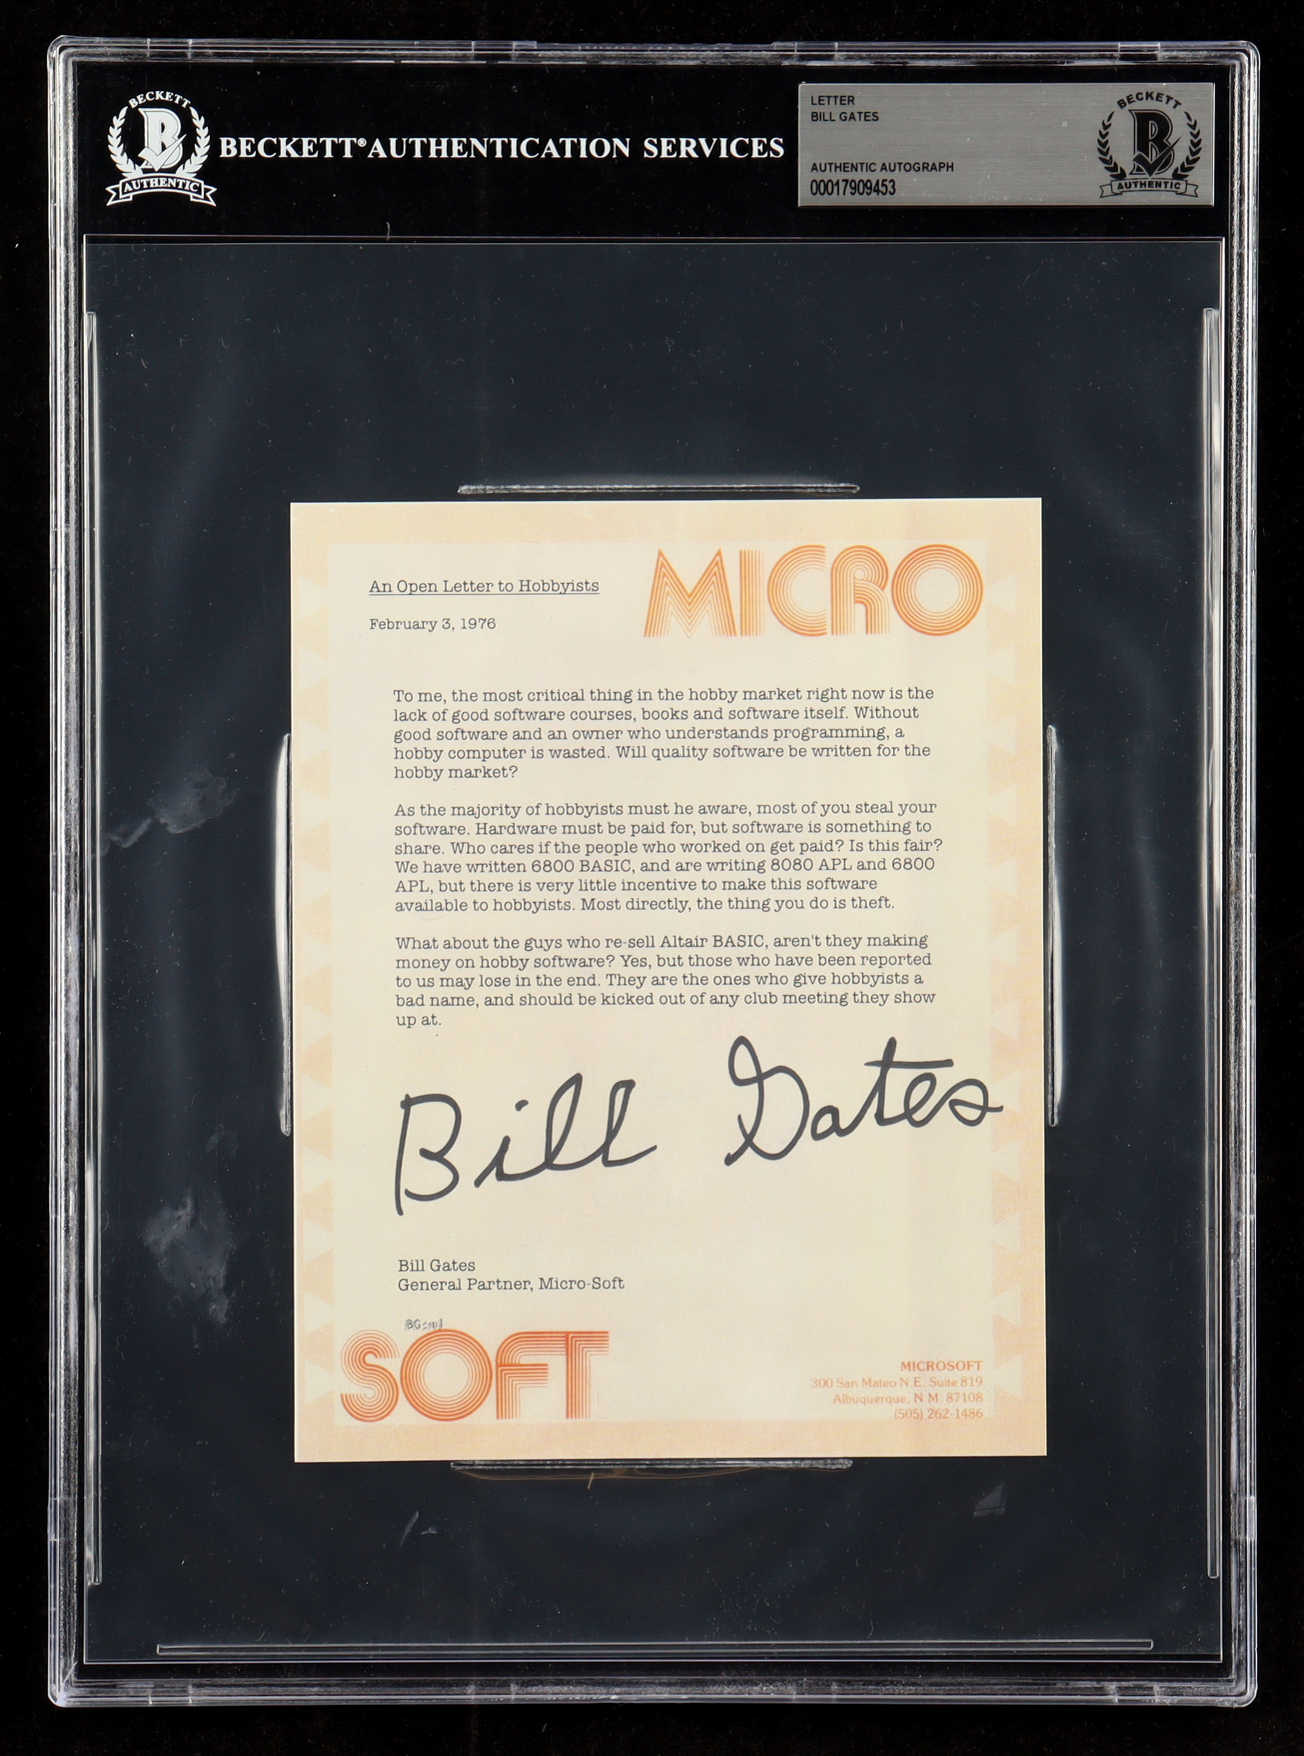 BECKETT
B
AUTHENTIC
BECKETT® AUTHENTICATION SERVICES
LETTER
BILL GATES
AUTHENTIC AUTOGRAPH
00017909453
BECKETT
B
AUTHENTIC
MICRO
An Open Letter to Hobbyists
February 3, 1976
To me, the most critical thing in the hobby market right now is the
lack of good software courses, books and software itself. Without
good software and an owner who understands programming, a
hobby computer is wasted. Will quality software be written for the
hobby market?
As the majority of hobbyists must he aware, most of you steal your
software. Hardware must be paid for, but software is something to
share. Who cares if the people who worked on get paid? Is this fair?
We have written 6800 BASIC, and are writing 8080 APL and 6800
APL, but there is very little incentive to make this software
available to hobbyists. Most directly, the thing you do is theft.
What about the guys who re-sell Altair BASIC, aren't they making
money on hobby software? Yes, but those who have been reported
to us may lose in the end. They are the ones who give hobbyists a
bad name, and should be kicked out of any club meeting they show
up at.
Bill Gates
Bill Gates
General Partner, Micro-Soft
SOFT
MICROSOFT
300 San Mateo N.E. Suite 819
Albuquerque, N.M. 87108
(505) 262-1486